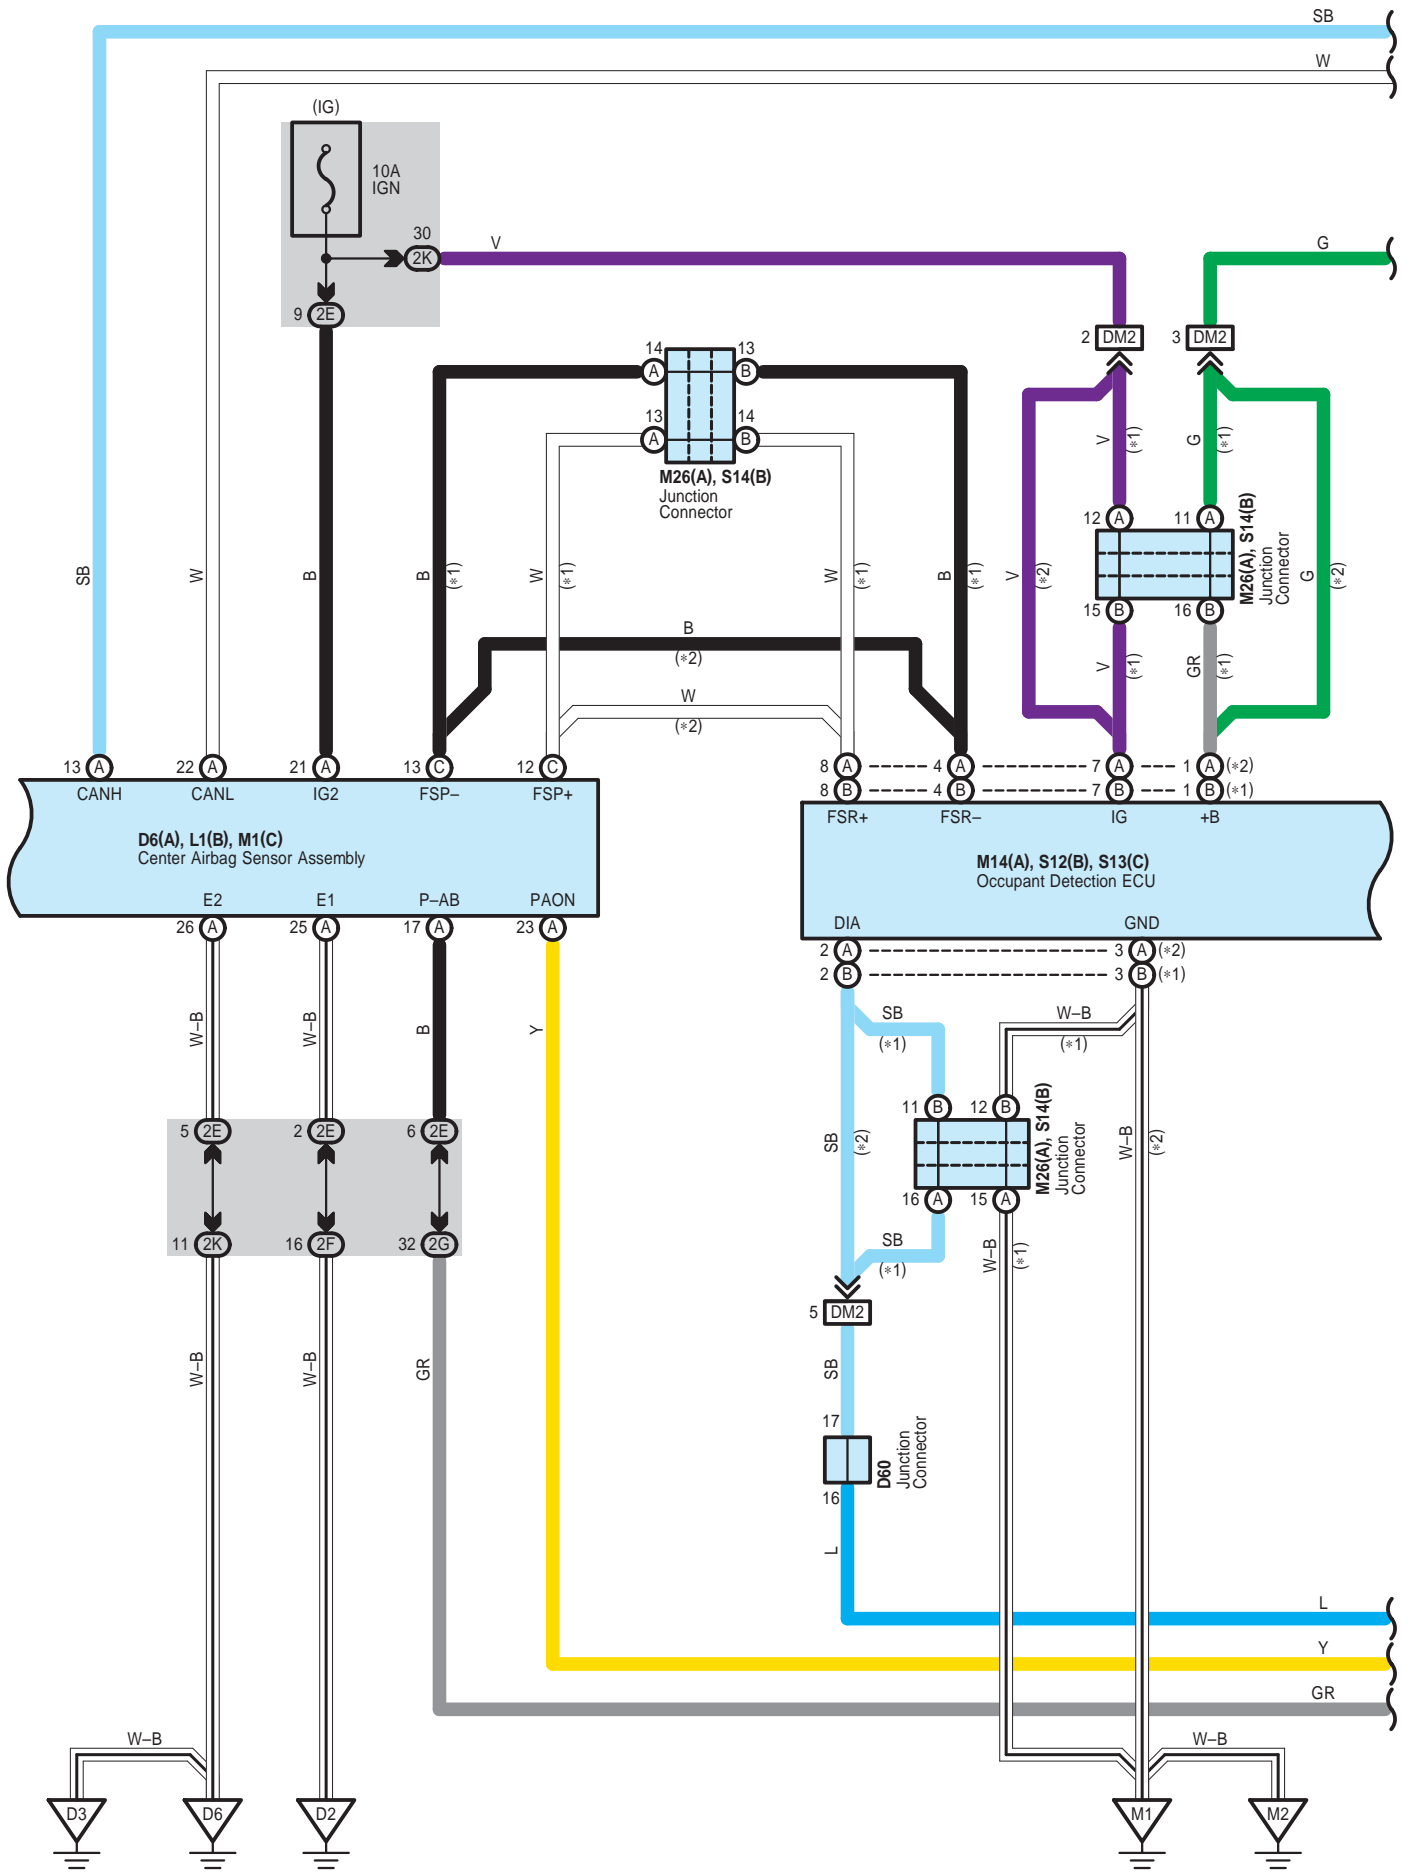 SB
W
(IG)
10A
IGN
30
2K
V
G
9 2E
2 DM2
3 DM2
14 13
A B
13 14
A B
M26(A), S14(B)
Junction
Connector
V (*1)
G (*1)
12 A
11 A
M26(A), S14(B)
Junction
Connector
SB
W
B
B (*1)
W (*1)
W (*1)
B (*1)
V (*2)
G (*2)
15 B
16 B
B
(*2)
V (*1)
GR (*1)
W
(*2)
13 A
22 A
21 A
13 C
12 C
8 A
4 A
7 A
1 A (*2)
8 B
4 B
7 B
1 B (*1)
CANH
CANL
IG2
FSP–
FSP+
FSR+
FSR–
IG
+B
D6(A), L1(B), M1(C)
Center Airbag Sensor Assembly
M14(A), S12(B), S13(C)
Occupant Detection ECU
E2
E1
P–AB
PAON
DIA
GND
26 A
25 A
17 A
23 A
2 A
3 A (*2)
2 B
3 B (*1)
W–B
W–B
B
Y
SB
(*1)
W–B
(*1)
5 2E
2 2E
6 2E
11 B
12 B
SB (*2)
M26(A), S14(B)
Junction
Connector
W–B (*2)
16 A
15 A
11 2K
16 2F
32 2G
SB
(*1)
W–B (*1)
5 DM2
W–B
W–B
GR
SB
17
D60
Junction
Connector
16
L
L
Y
GR
W–B
W–B
D3
D6
D2
M1
M2